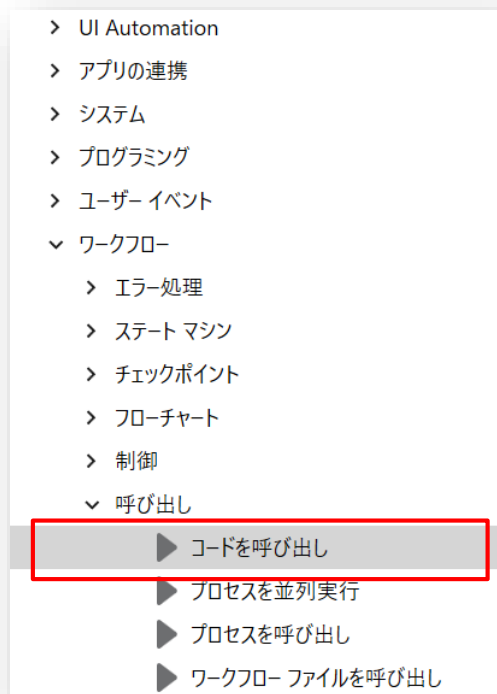 UI Automation
アプリの連携
システム
プログラミング
ユーザー イベント
ワークフロー
エラー処理
ステート マシン
チェックポイント
フローチャート
制御
呼び出し
コードを呼び出し
プロセスを並列実行
プロセスを呼び出し
ワークフロー ファイルを呼び出し